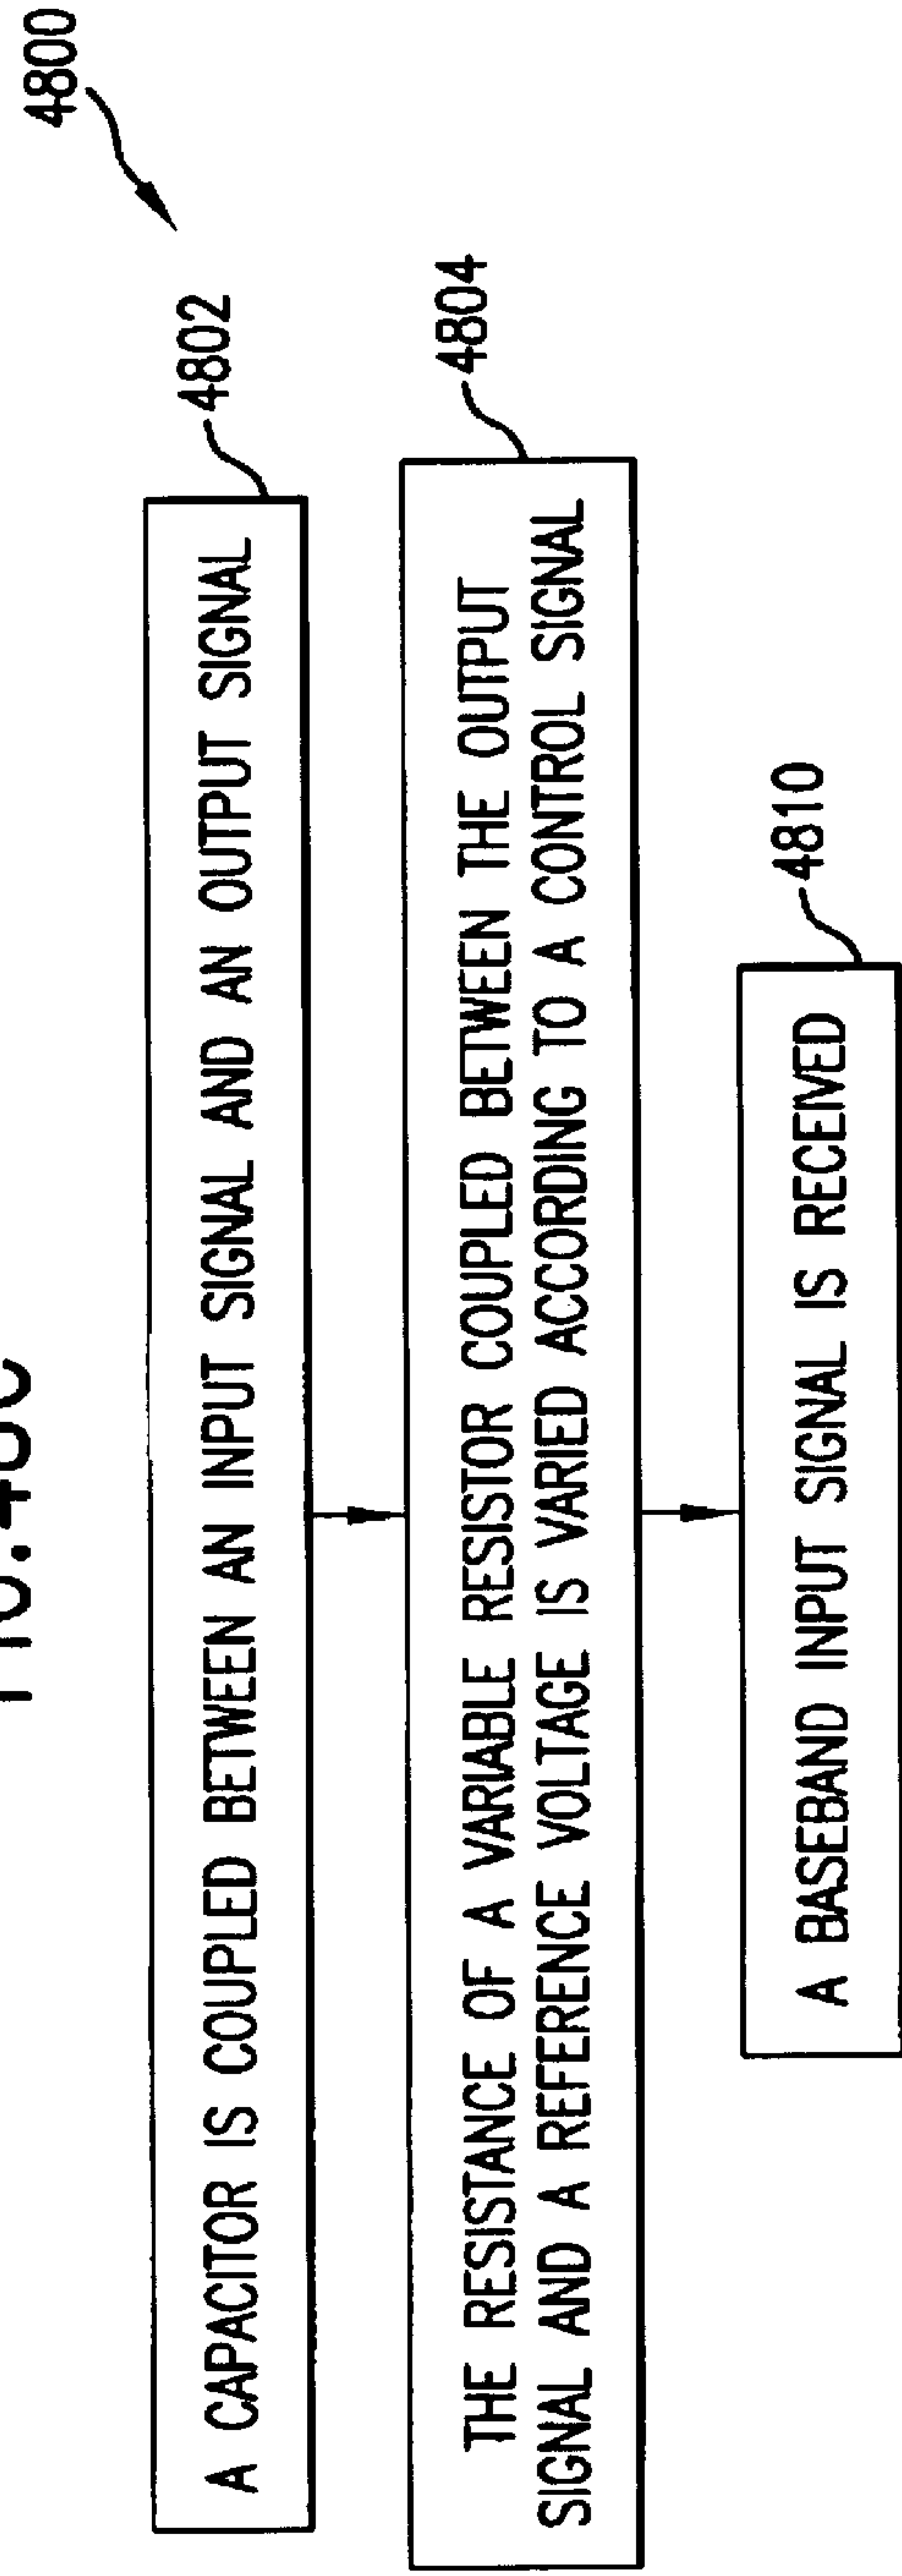 4800
A CAPACITOR IS COUPLED BETWEEN AN INPUT SIGNAL AND AN OUTPUT SIGNAL
4802
THE RESISTANCE OF A VARIABLE RESISTOR COUPLED BETWEEN THE OUTPUT
SIGNAL AND A REFERENCE VOLTAGE IS VARIED ACCORDING TO A CONTROL SIGNAL
4804
A BASEBAND INPUT SIGNAL IS RECEIVED
4810